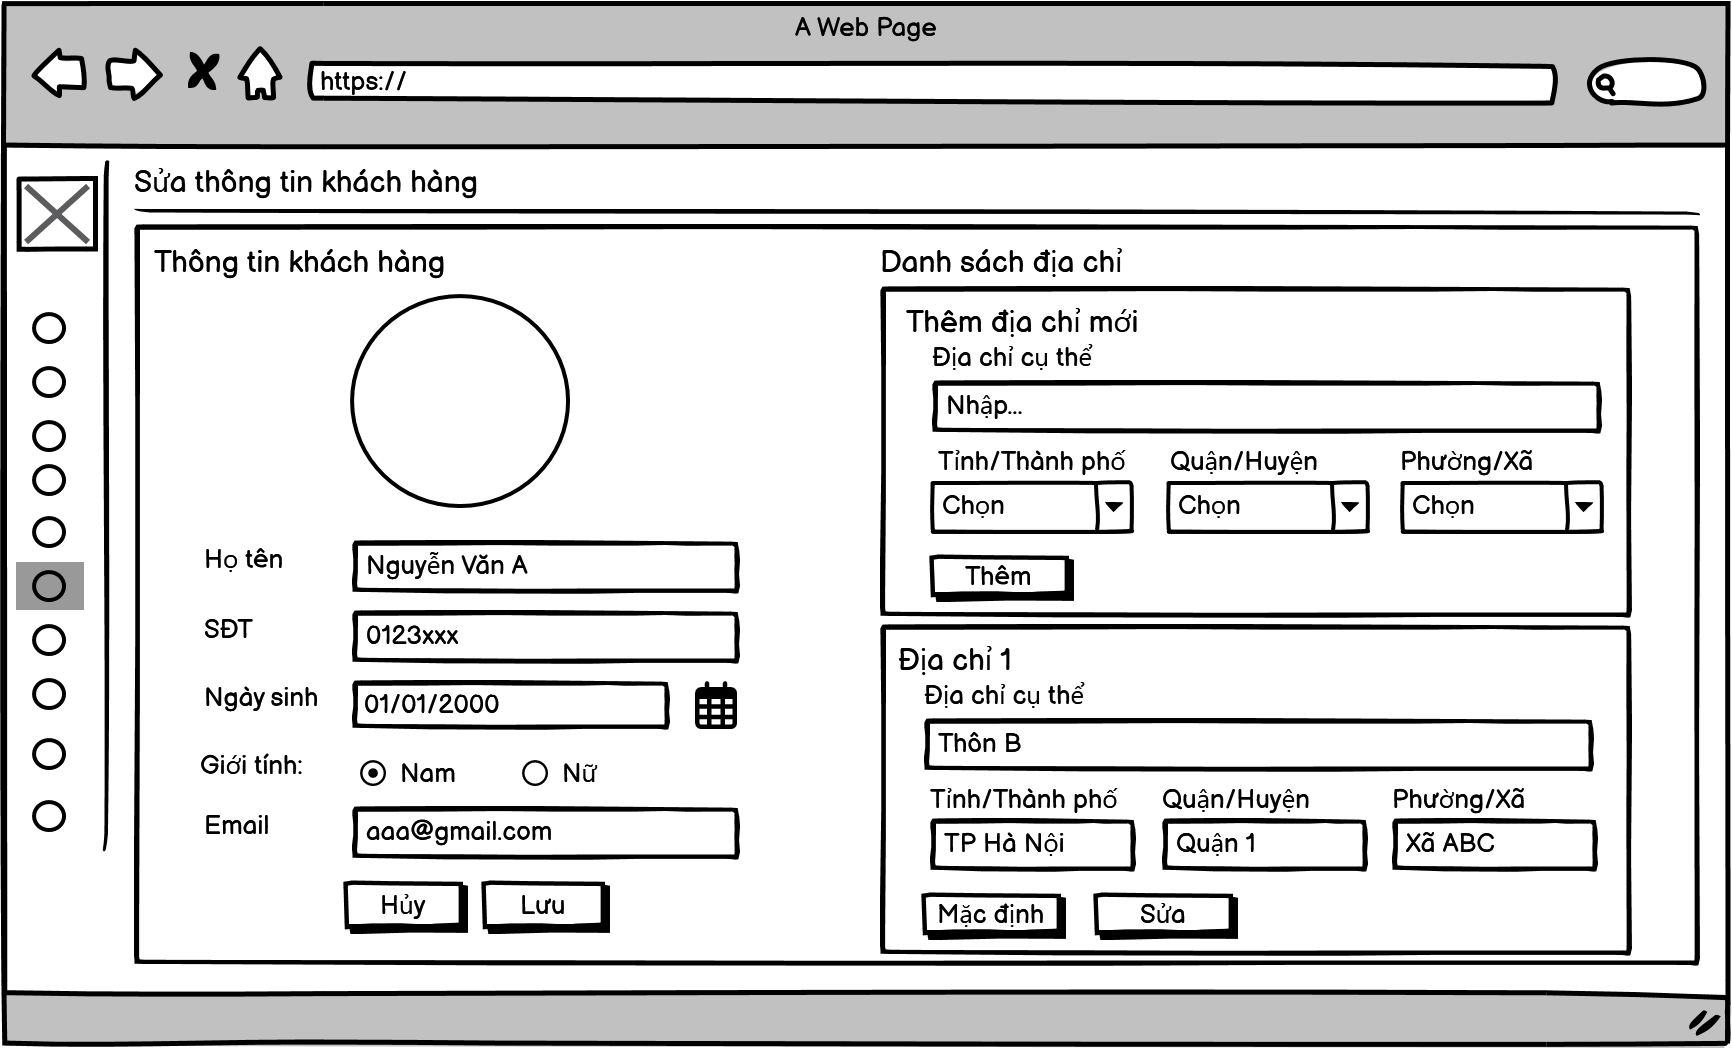 A Web Page
https://
Sửa thông tin khách hàng
Thông tin khách hàng
Họ tên
Nguyễn Văn A
SĐT
0123xxx
Ngày sinh
01/01/2000
Giới tính:
Nam
Nữ
Email
aaa@gmail.com
Hủy
Lưu
Danh sách địa chỉ
Thêm địa chỉ mới
Địa chỉ cụ thể
Nhập...
Tỉnh/Thành phố
Quận/Huyện
Phường/Xã
Chọn
Chọn
Chọn
Thêm
Địa chỉ 1
Địa chỉ cụ thể
Thôn B
Tỉnh/Thành phố
Quận/Huyện
Phường/Xã
TP Hà Nội
Quận 1
Xã ABC
Mặc định
Sửa